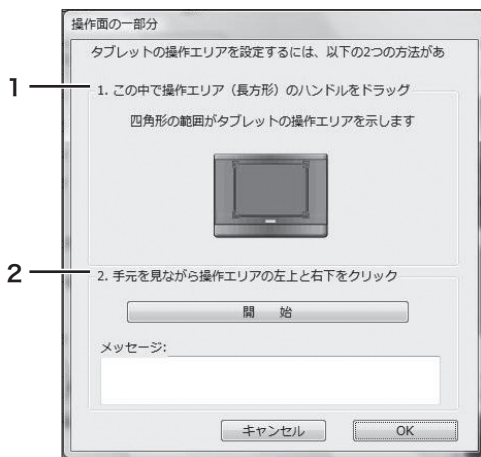 操作面の一部分
タブレットの操作エリアを設定するには、以下の2つの方法があ
1
1. この中で操作エリア（長方形）のハンドルをドラッグ
四角形の範囲がタブレットの操作エリアを示します
2
2. 手元を見ながら操作エリアの左上と右下をクリック
開　始
メッセージ:
キャンセル
OK